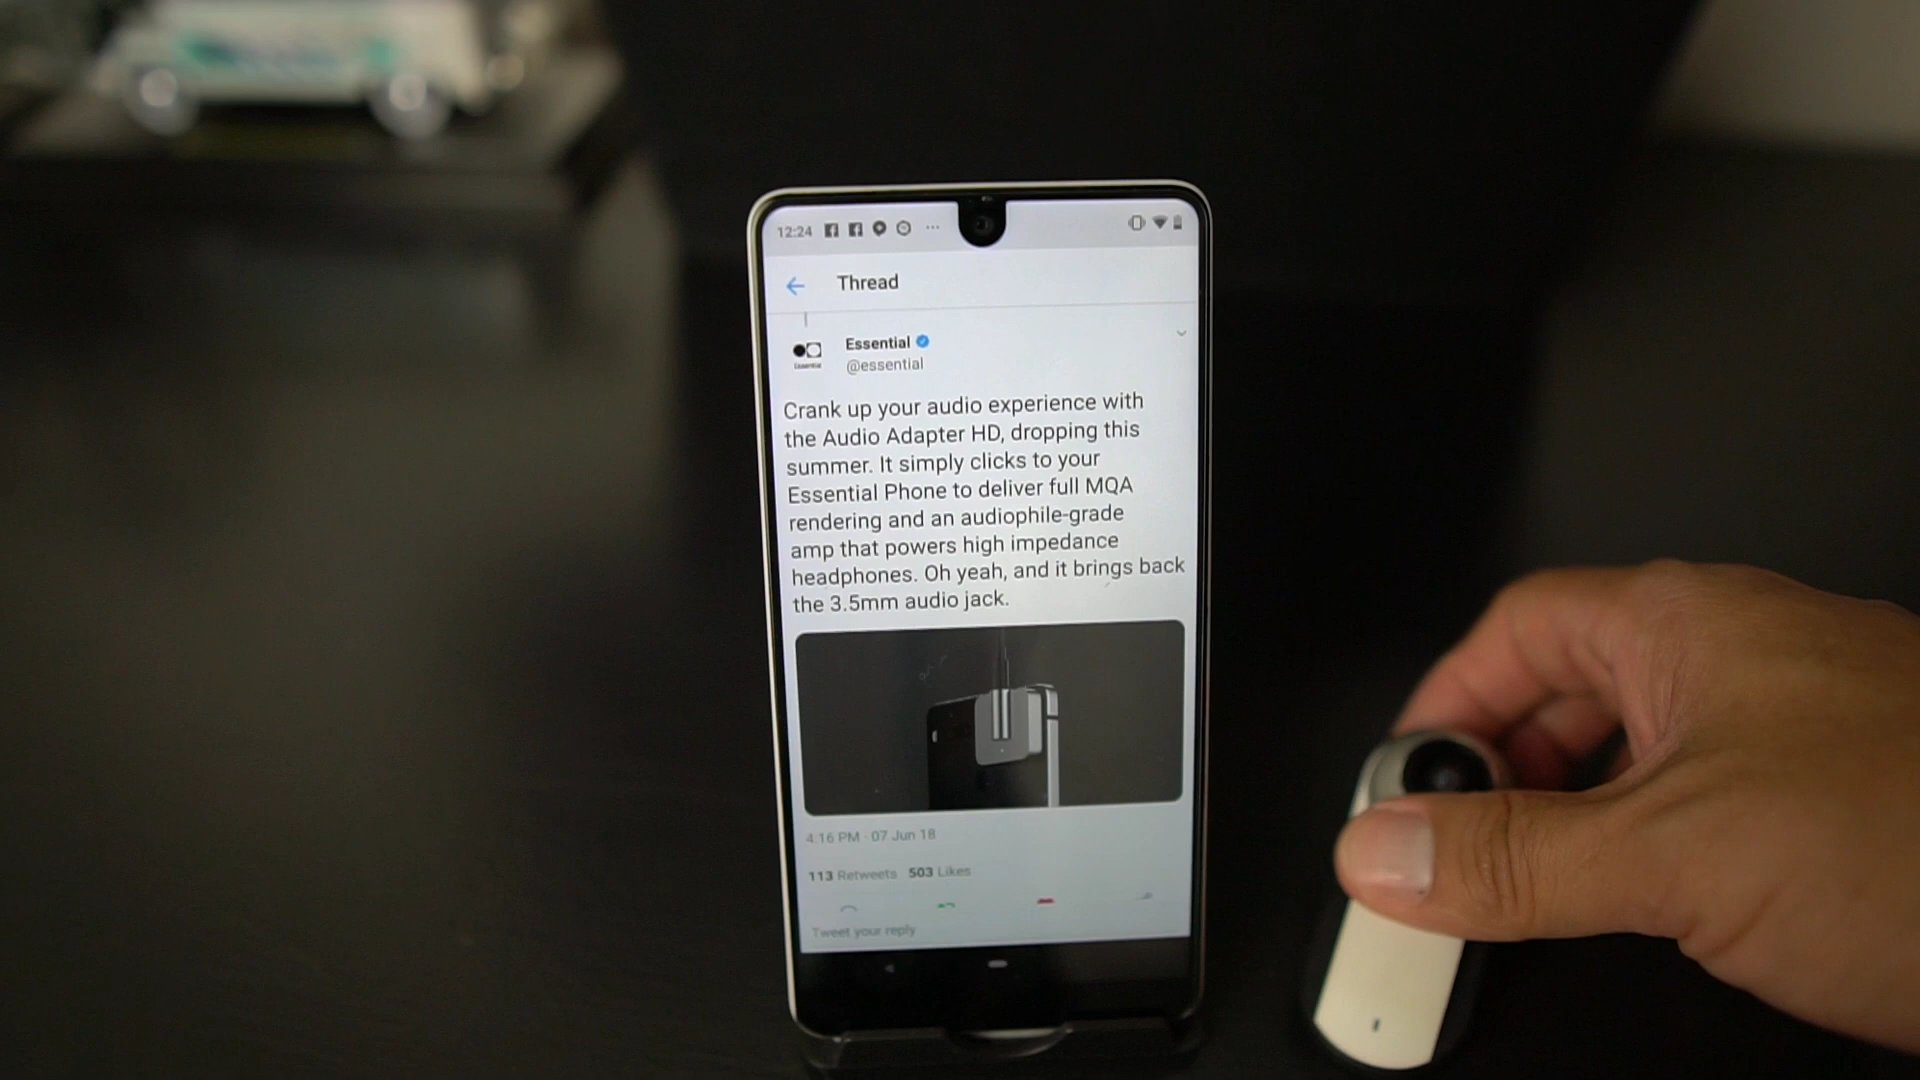 12:24
Thread
Essential
@essential
Essential
Crank up your audio experience with
the Audio Adapter HD, dropping this
summer. It simply clicks to your
Essential Phone to deliver full MQA
rendering and an audiophile-grade
amp that powers high impedance
headphones. Oh yeah, and it brings back
the 3.5mm audio jack.
4:16 PM · 07 Jun 18
113 Retweets 503 Likes
Tweet your reply